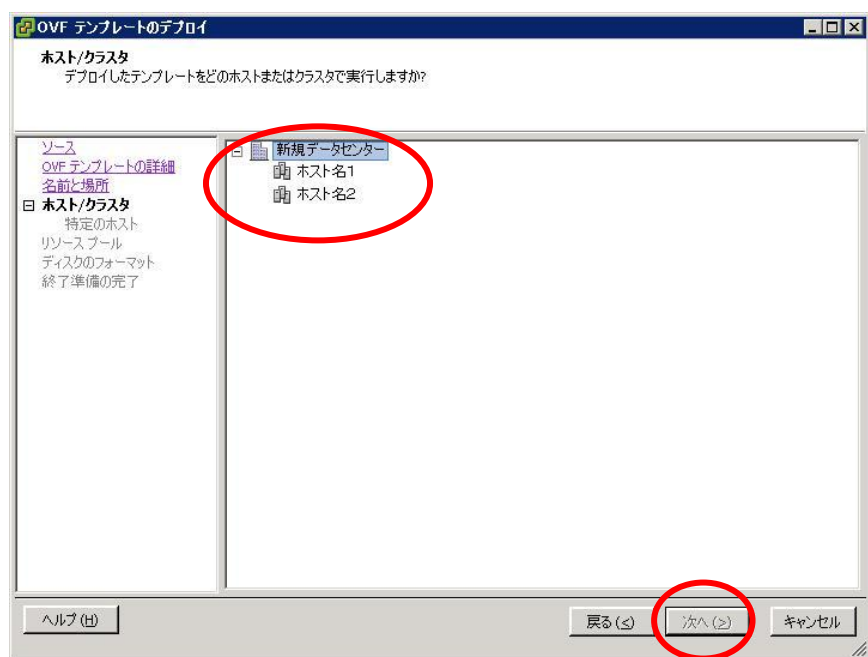 OVF テンプレートのデプロイ
ホスト/クラスタ
デプロイしたテンプレートをどのホストまたはクラスタで実行しますか?
ソース
OVF テンプレートの詳細
名前と場所
ホスト/クラスタ
特定のホスト
リソース プール
ディスクのフォーマット
終了準備の完了
新規データセンター
ホスト名1
ホスト名2
ヘルプ(H)
戻る(≤)
次へ(≥)
キャンセル